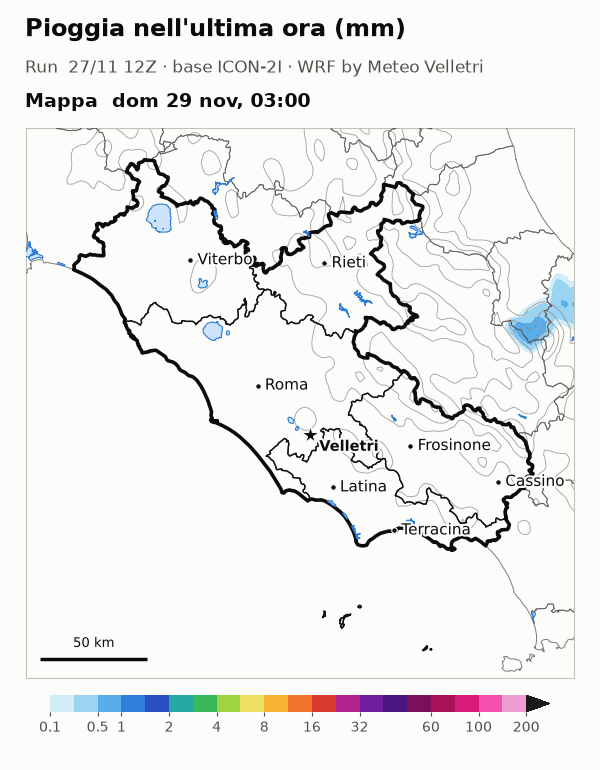 Pioggia nell'ultima ora (mm)
Run 27/11 12Z · base ICON-2I · WRF by Meteo Velletri
Mappa dom 29 nov, 03:00
Viterbo
Rieti
Roma
Velletri
Frosinone
Latina
Cassino
Terracina
50 km
0.1 0.5 1 2 4 8 16 32 60 100 200